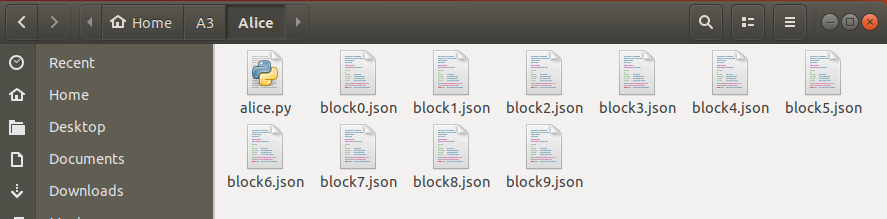 Home A3 Alice
Recent
Home
Desktop
Documents
Downloads
alice.py block0.json block1.json block2.json block3.json block4.json block5.json
block6.json block7.json block8.json block9.json